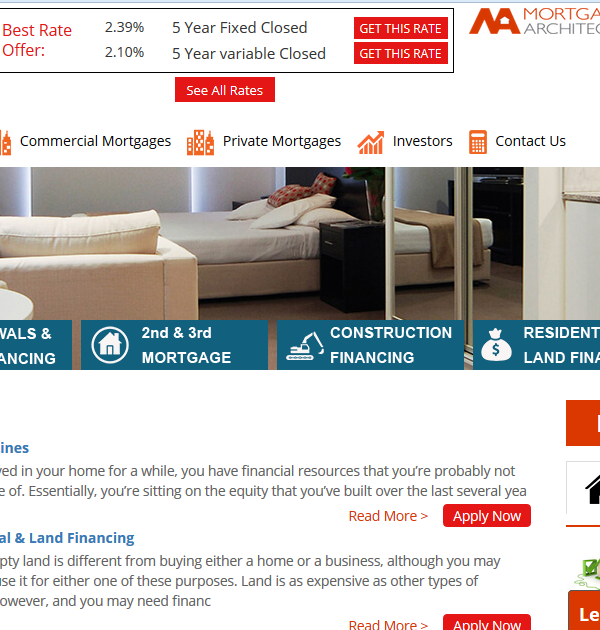 Best Rate
Offer:
2.39% 5 Year Fixed Closed GET THIS RATE
2.10% 5 Year variable Closed GET THIS RATE
See All Rates
MORTGA
ARCHITEC
Commercial Mortgages Private Mortgages Investors Contact Us
WALS &
ANCING
2nd & 3rd
MORTGAGE
CONSTRUCTION
FINANCING
RESIDENT
LAND FINA
ines
ved in your home for a while, you have financial resources that you're probably not
e of. Essentially, you're sitting on the equity that you've built over the last several yea
Read More > Apply Now
al & Land Financing
pty land is different from buying either a home or a business, although you may
use it for either one of these purposes. Land is as expensive as other types of
owever, and you may need financ
Read More > Apply Now
Le